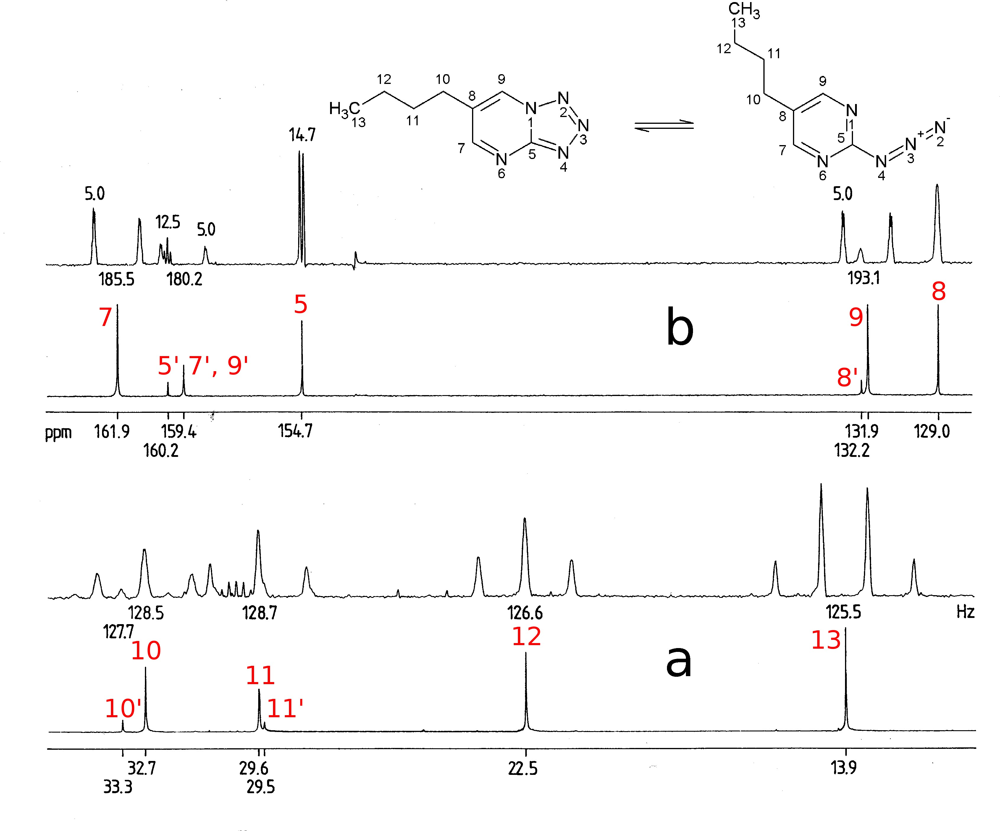 CH3
13
12
11
10
9
8
7
N
1
5
N
6
N
4
N+
3
N-
2
12
10
9
8
H3C
13
11
N
1
N
2
N
3
7
N
6
5
N
4
14.7
5.0
12.5
5.0
5.0
185.5
180.2
193.1
7
5' 7', 9'
5
b
8'
9
8
ppm 161.9 159.4 154.7 131.9 129.0
160.2 132.2
128.5 128.7 126.6 125.5 Hz
127.7
10' 10 11 11' 12 a 13
32.7 29.6 22.5 13.9
33.3 29.5